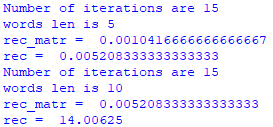 Number of iterations are 15
words len is 5
rec_matr =  0.0010416666666666667
rec =  0.005208333333333333
Number of iterations are 15
words len is 10
rec_matr =  0.005208333333333333
rec =  14.00625